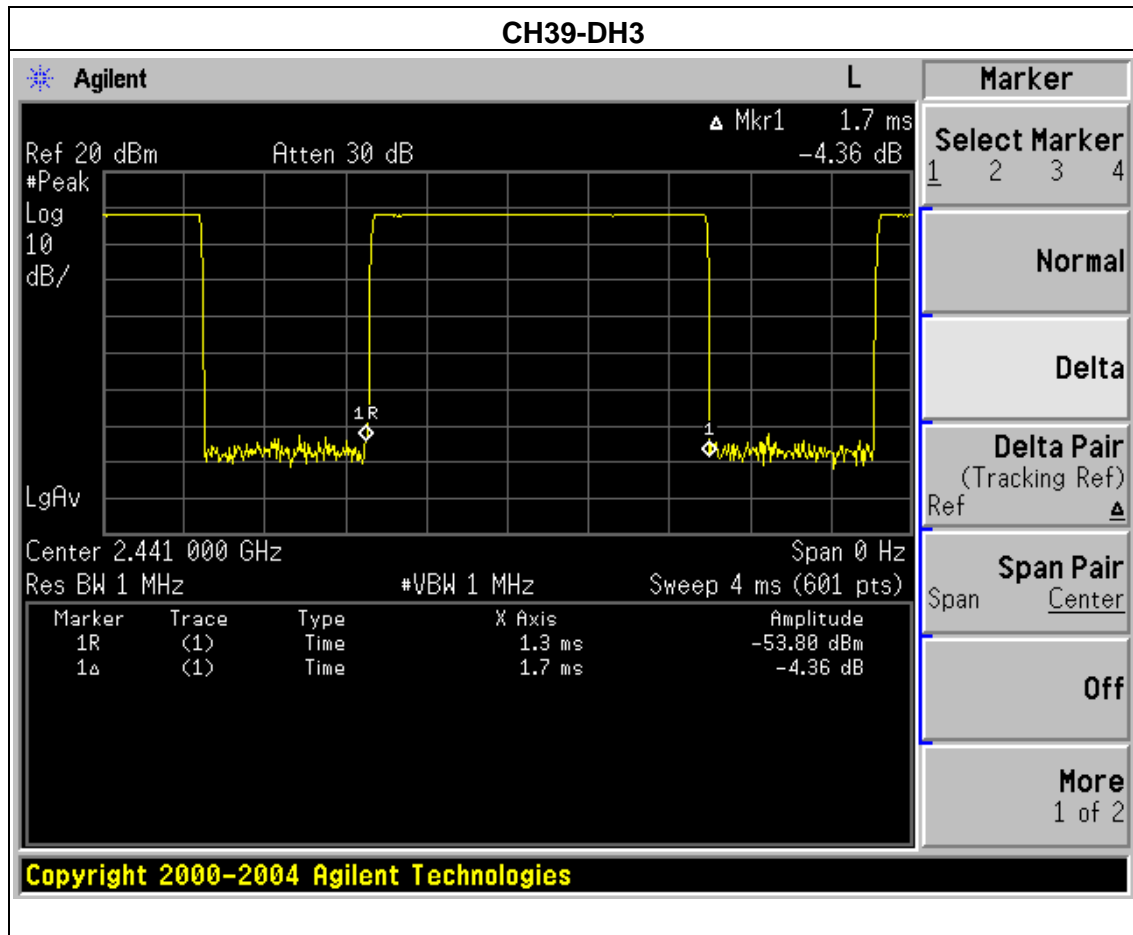 CH39-DH3
Agilent L
Marker
Δ Mkr1 1.7 ms
Ref 20 dBm Atten 30 dB -4.36 dB
#Peak
Log
10
dB/
1R
1
LgAv
Center 2.441 000 GHz Span 0 Hz
Res BW 1 MHz #VBW 1 MHz Sweep 4 ms (601 pts)
Marker Trace Type X Axis Amplitude
1R (1) Time 1.3 ms -53.80 dBm
1Δ (1) Time 1.7 ms -4.36 dB
Select Marker
1 2 3 4
Normal
Delta
Delta Pair
(Tracking Ref)
Ref Δ
Span Pair
Span Center
Off
More
1 of 2
Copyright 2000-2004 Agilent Technologies